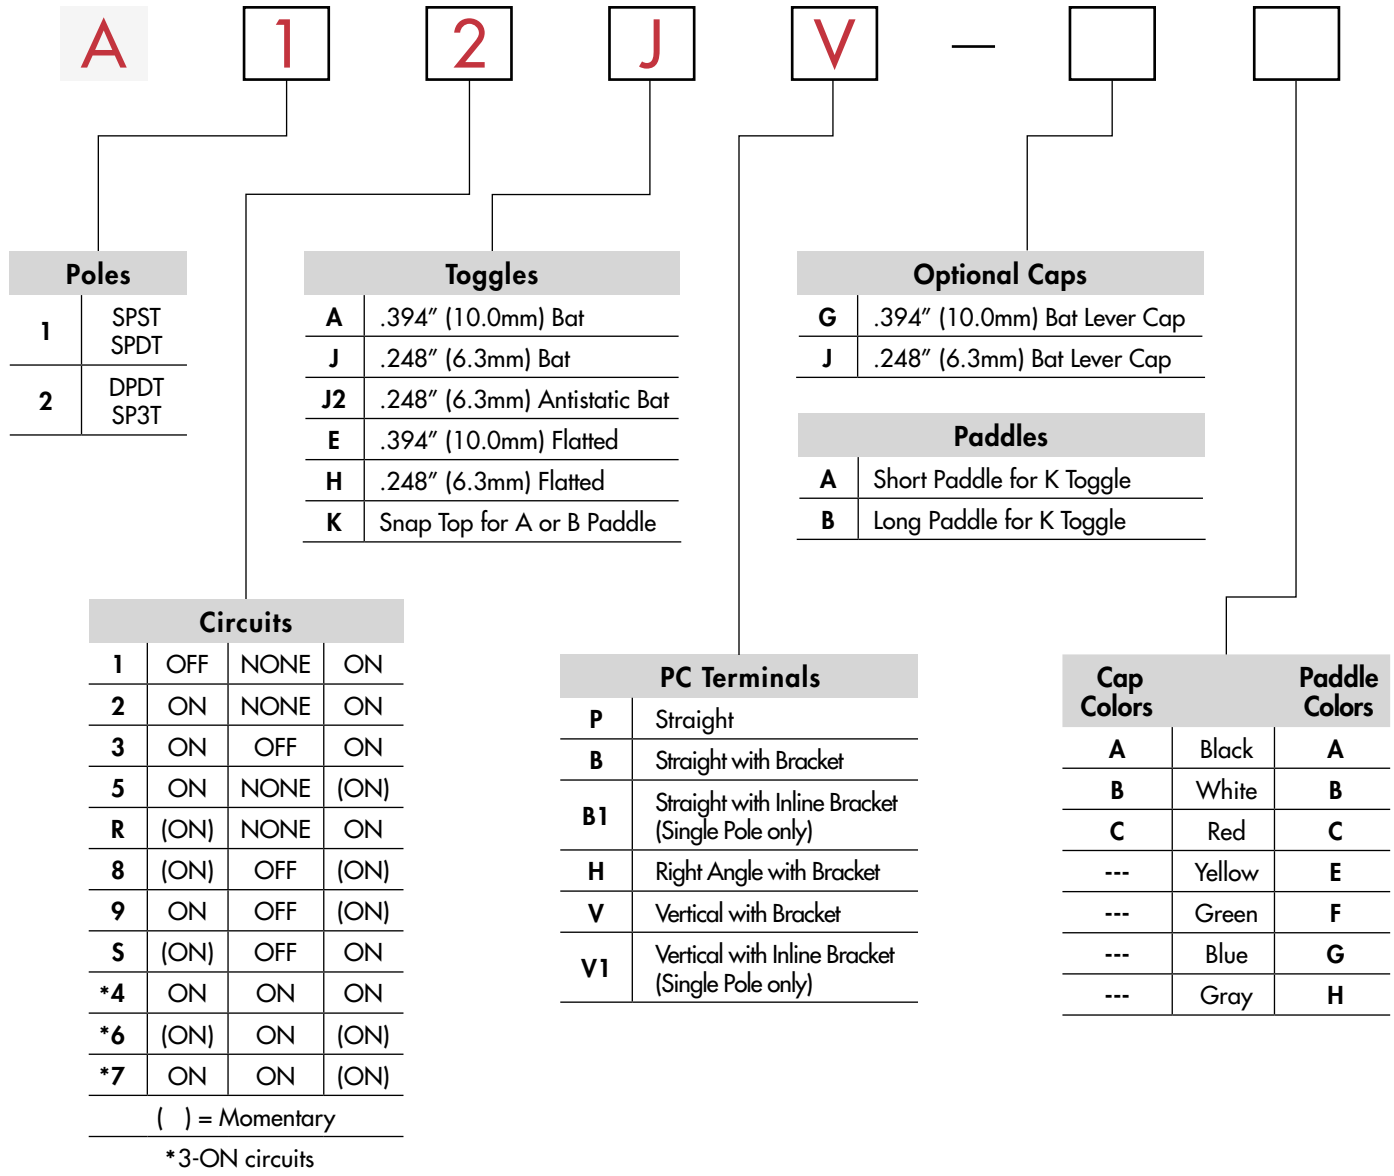 A 1 2 J V —
Poles
1 SPST
SPDT
2 DPDT
SP3T
Toggles
A .394" (10.0mm) Bat
J .248" (6.3mm) Bat
J2 .248" (6.3mm) Antistatic Bat
E .394" (10.0mm) Flatted
H .248" (6.3mm) Flatted
K Snap Top for A or B Paddle
Optional Caps
G .394" (10.0mm) Bat Lever Cap
J .248" (6.3mm) Bat Lever Cap
Paddles
A Short Paddle for K Toggle
B Long Paddle for K Toggle
Circuits
1 OFF NONE ON
2 ON NONE ON
3 ON OFF ON
5 ON NONE (ON)
R (ON) NONE ON
8 (ON) OFF (ON)
9 ON OFF (ON)
S (ON) OFF ON
*4 ON ON ON
*6 (ON) ON (ON)
*7 ON ON (ON)
( ) = Momentary
*3-ON circuits
PC Terminals
P Straight
B Straight with Bracket
B1 Straight with Inline Bracket
(Single Pole only)
H Right Angle with Bracket
V Vertical with Bracket
V1 Vertical with Inline Bracket
(Single Pole only)
Cap Paddle
Colors Colors
A Black A
B White B
C Red C
--- Yellow E
--- Green F
--- Blue G
--- Gray H